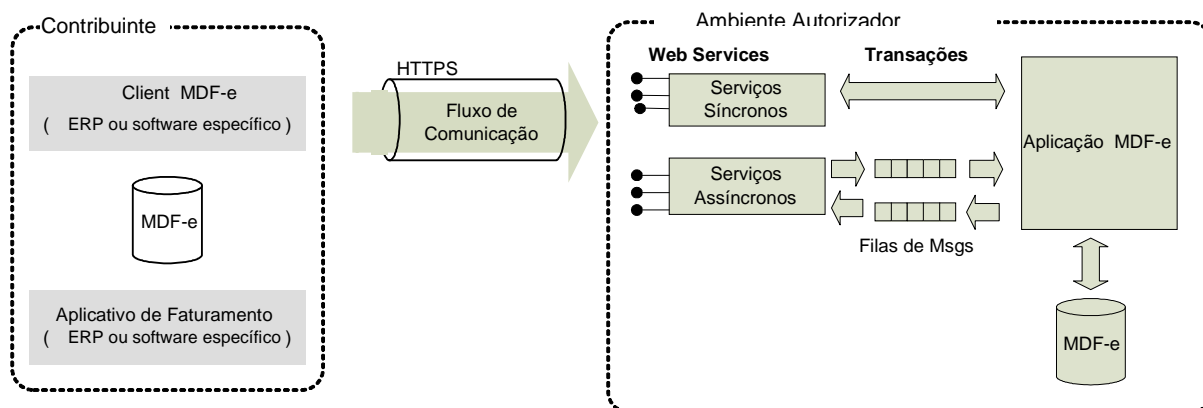 Contribuinte
Client MDF-e
( ERP ou software específico )
MDF-e
Aplicativo de Faturamento
( ERP ou software específico )
HTTPS
Fluxo de
Comunicação
Ambiente Autorizador
Web Services
Transações
Serviços
Síncronos
Serviços
Assíncronos
Filas de Msgs
Aplicação MDF-e
MDF-e